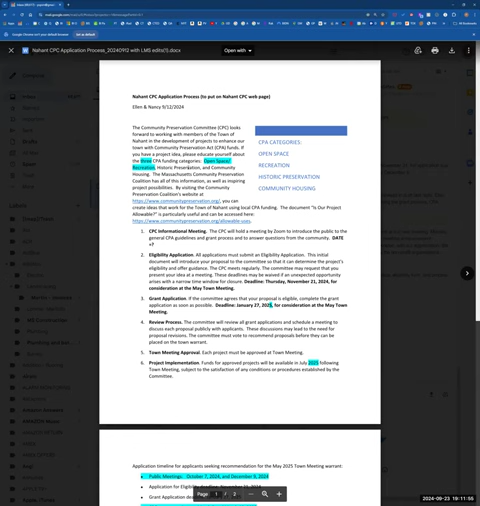 Nahant CPC Application Process_20240912 with LMS edits(1).docx
Open with
Nahant CPC Application Process (to put on Nahant CPC web page)
Ellen & Nancy 9/12/2024
The Community Preservation Committee (CPC) looks
forward to working with members of the Town of
Nahant in the development of projects to enhance our
town with Community Preservation Act (CPA) funds. If
you have a project idea, please educate yourself about
the three CPA funding categories: Open Space/
Recreation, Historic Preservation, and Community
Housing. The Massachusetts Community Preservation
Coalition has all of this information, as well as inspiring
project possibilities. By visiting the Community
Preservation Coalition's website at
https://www.communitypreservation.org/, you can
create ideas that work for the Town of Nahant using local CPA funding. The document "Is Our Project
Allowable?" is particularly useful and can be accessed here:
https://www.communitypreservation.org/allowable-uses.
CPA CATEGORIES:
OPEN SPACE
RECREATION
HISTORIC PRESERVATION
COMMUNITY HOUSING
1. CPC Informational Meeting. The CPC will hold a meeting by Zoom to introduce the public to the
general CPA guidelines and grant process and to answer questions from the community. DATE
=?
2. Eligibility Application. All applications must submit an Eligibility Application. This initial
document will introduce your proposal to the committee so that it can determine the project's
eligibility and offer guidance. The CPC meets regularly. The committee may request that you
present your idea at a meeting. These deadlines may be waived if an unexpected opportunity
arises with a narrow time window for closure. Deadline: Thursday, November 21, 2024, for
consideration at the May Town Meeting.
3. Grant Application. If the committee agrees that your proposal is eligible, complete the grant
application as soon as possible. Deadline: January 27, 2025, for consideration at the May Town
Meeting.
4. Review Process. The committee will review all grant applications and schedule a meeting to
discuss each proposal publicly with applicants. These discussions may lead to the need for
proposal revisions. The committee must vote to recommend proposals before they can be
placed on the town warrant.
5. Town Meeting Approval. Each project must be approved at Town Meeting.
6. Project Implementation. Funds for approved projects will be available in July 2025 following
Town Meeting, subject to the satisfaction of any conditions or procedures established by the
Committee.
Application timeline for applicants seeking recommendation for the May 2025 Town Meeting warrant:
• Public Meetings: October 7, 2024, and December 9, 2024
• Application for Eligibility
• Grant Application
Page 1 / 2
2024-09-23 19:11:55